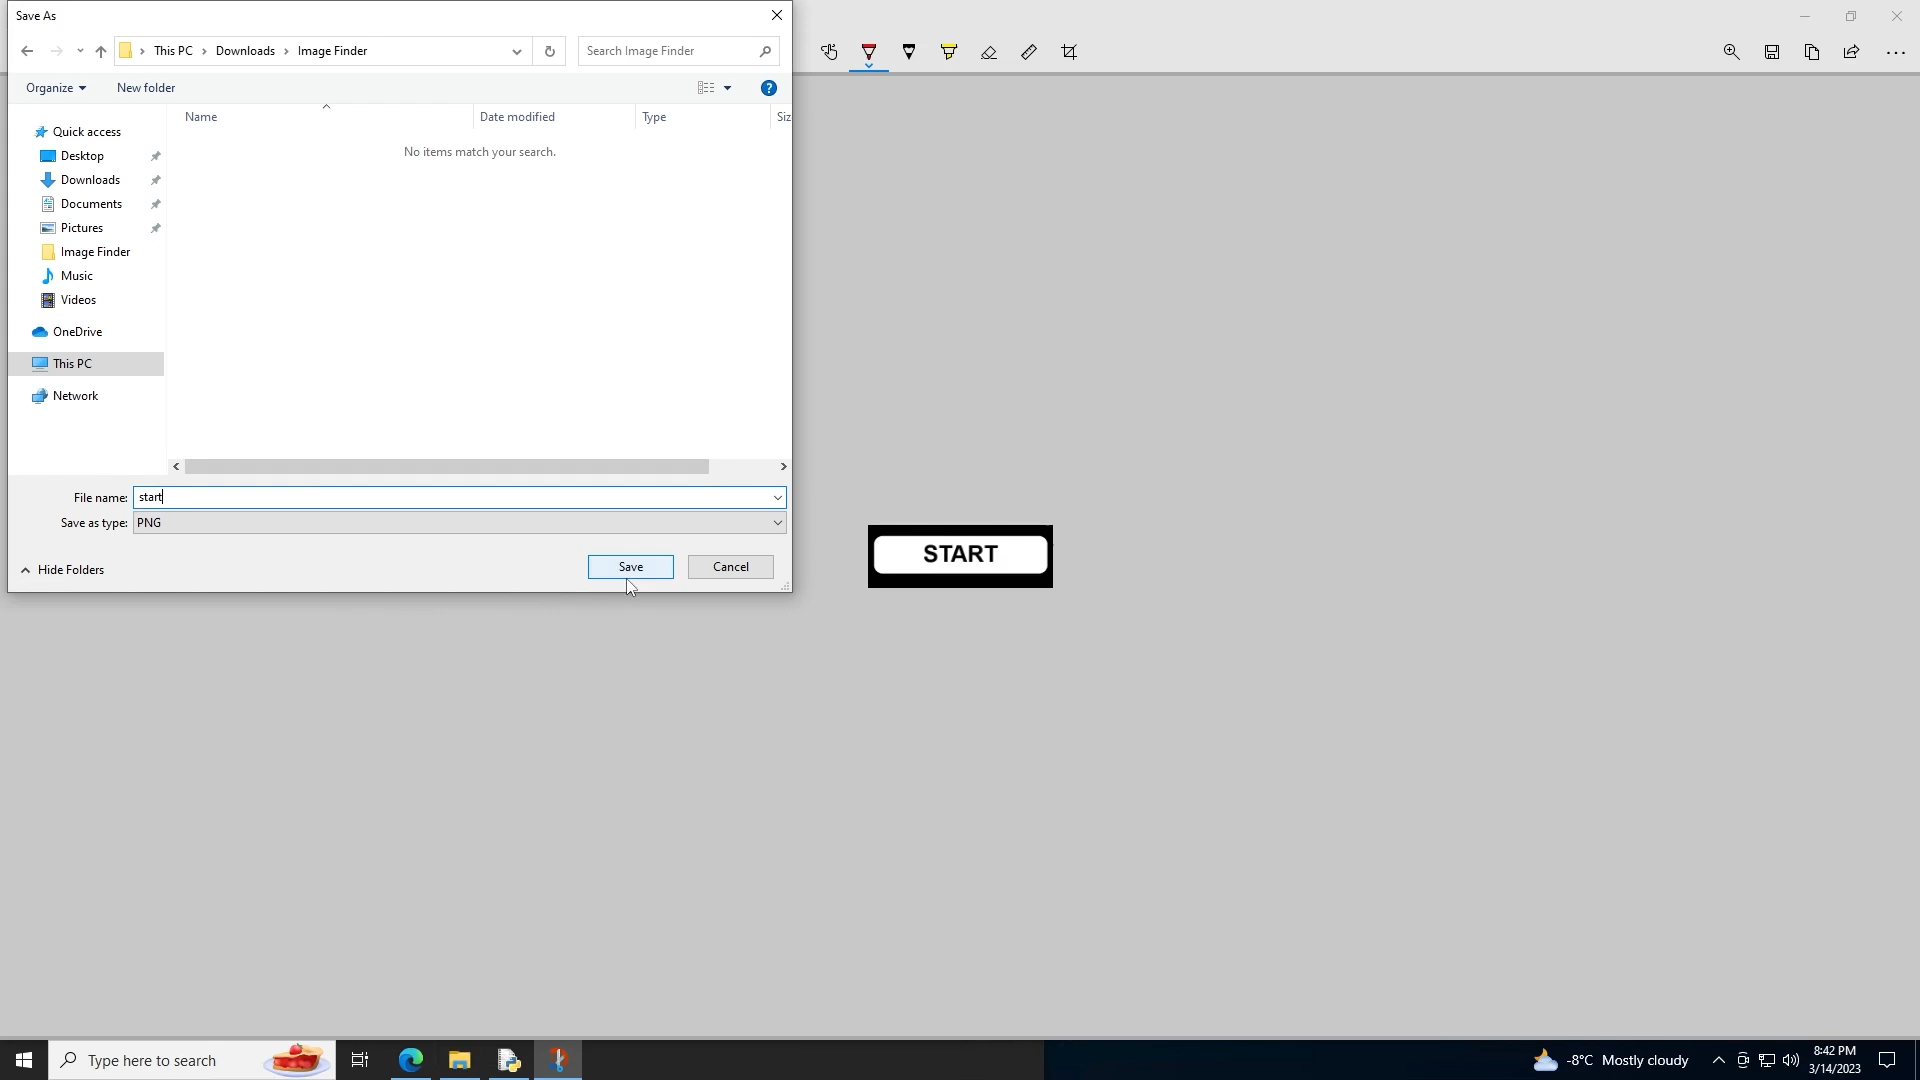 Save As
This PC > Downloads > Image Finder
Search Image Finder
Organize
New folder
?
Name
Date modified
Type
Siz
No items match your search.
Quick access
Desktop
Downloads
Documents
Pictures
Image Finder
Music
Videos
OneDrive
This PC
Network
File name: start
Save as type: PNG
Hide Folders
Save
Cancel
START
Type here to search
-8°C Mostly cloudy
8:42 PM
3/14/2023